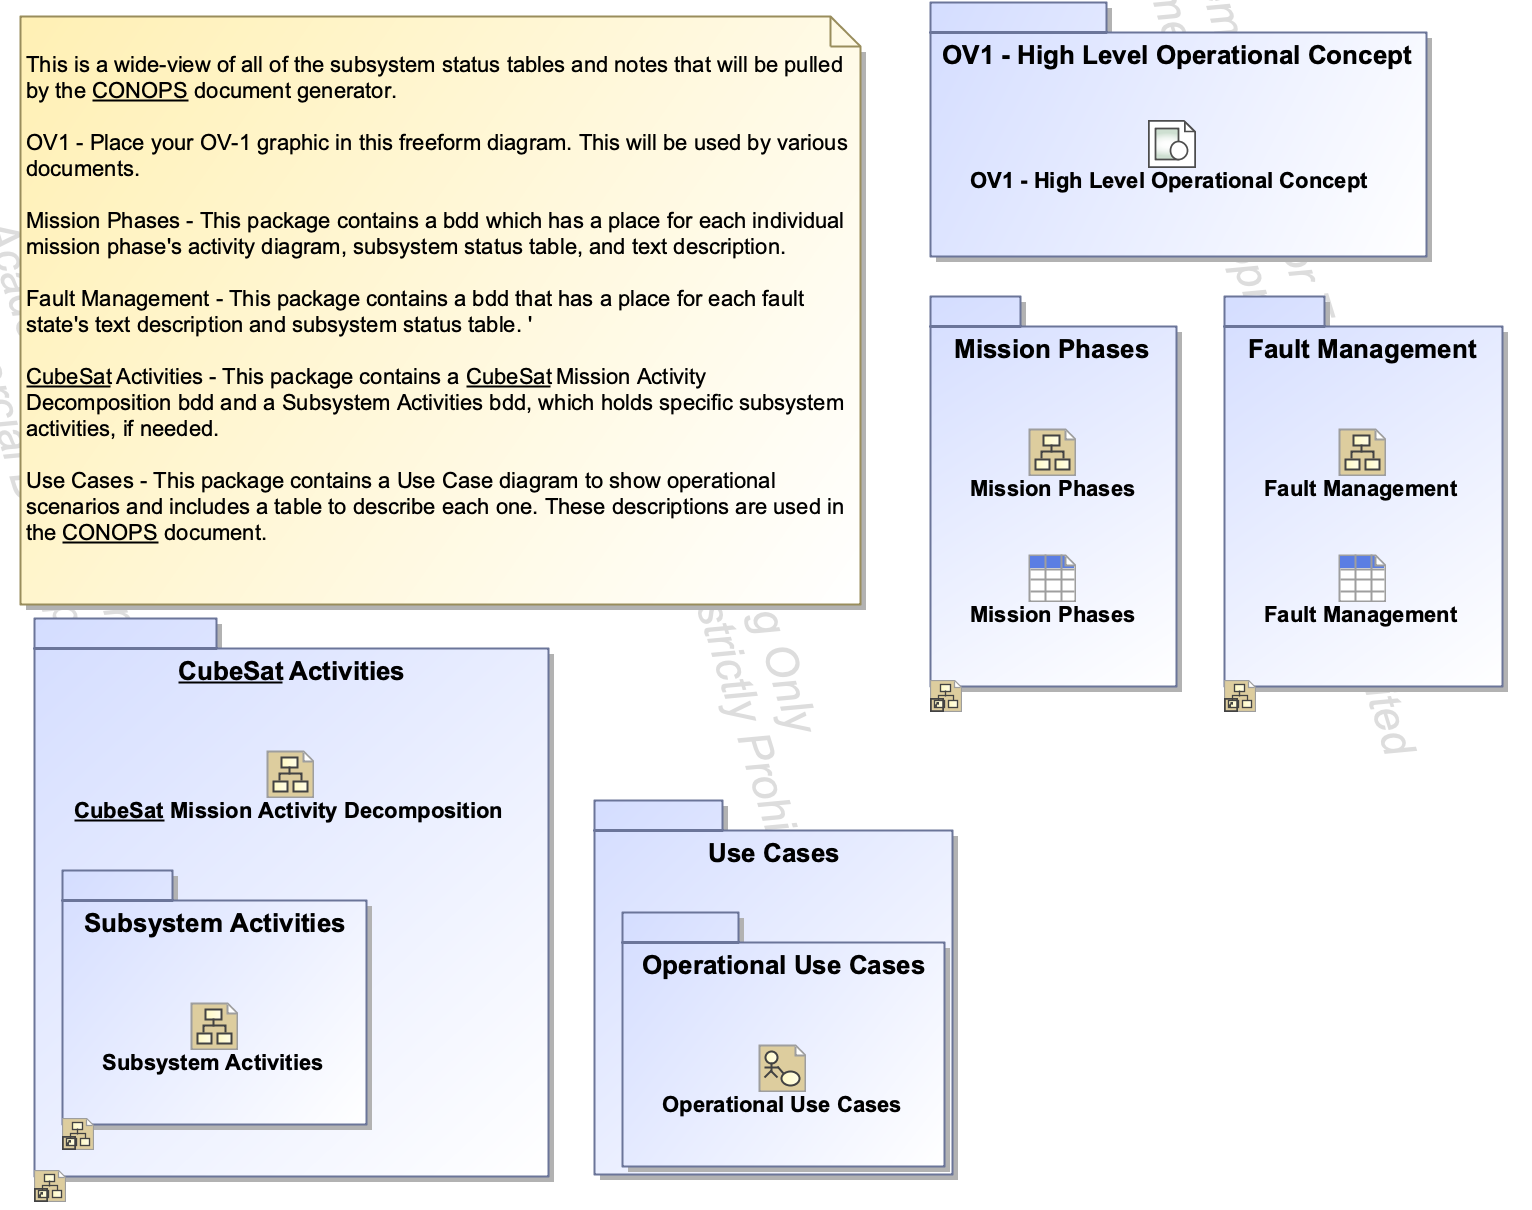 This is a wide-view of all of the subsystem status tables and notes that will be pulled
by the CONOPS document generator.
OV1 - Place your OV-1 graphic in this freeform diagram. This will be used by various
documents.
Mission Phases - This package contains a bdd which has a place for each individual
mission phase's activity diagram, subsystem status table, and text description.
Fault Management - This package contains a bdd that has a place for each fault
state's text description and subsystem status table. '
CubeSat Activities - This package contains a CubeSat Mission Activity
Decomposition bdd and a Subsystem Activities bdd, which holds specific subsystem
activities, if needed.
Use Cases - This package contains a Use Case diagram to show operational
scenarios and includes a table to describe each one. These descriptions are used in
the CONOPS document.
OV1 - High Level Operational Concept
OV1 - High Level Operational Concept
Mission Phases
Mission Phases
Mission Phases
Fault Management
Fault Management
Fault Management
CubeSat Activities
CubeSat Mission Activity Decomposition
Subsystem Activities
Subsystem Activities
Use Cases
Operational Use Cases
Operational Use Cases
g Only